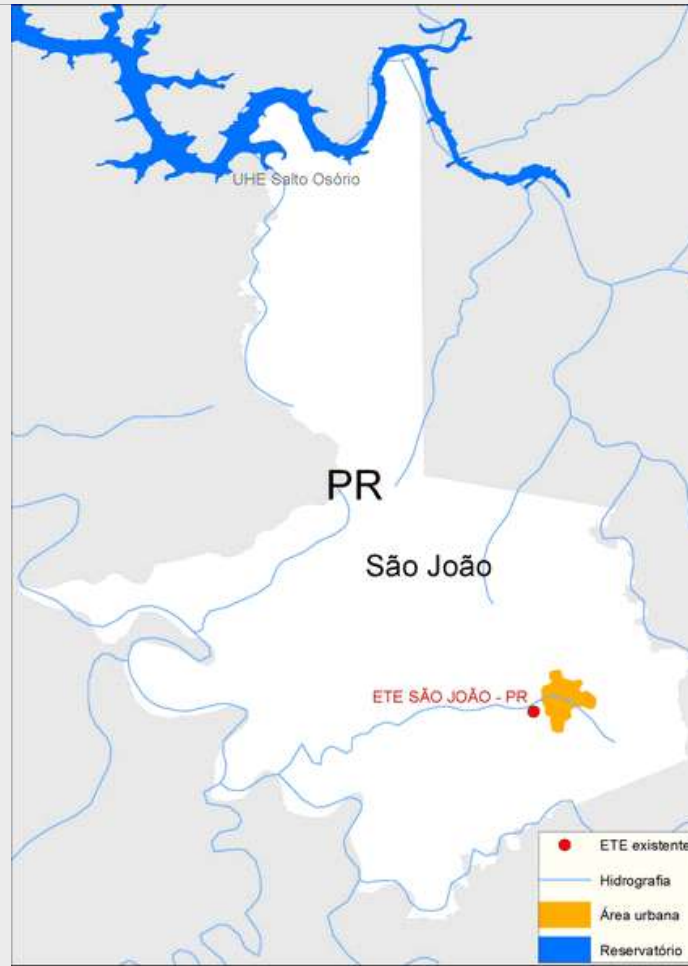 UHE Salto Osório
PR
São João
ETE SÃO JOÃO - PR
ETE existente
Hidrografia
Área urbana
Reservatório